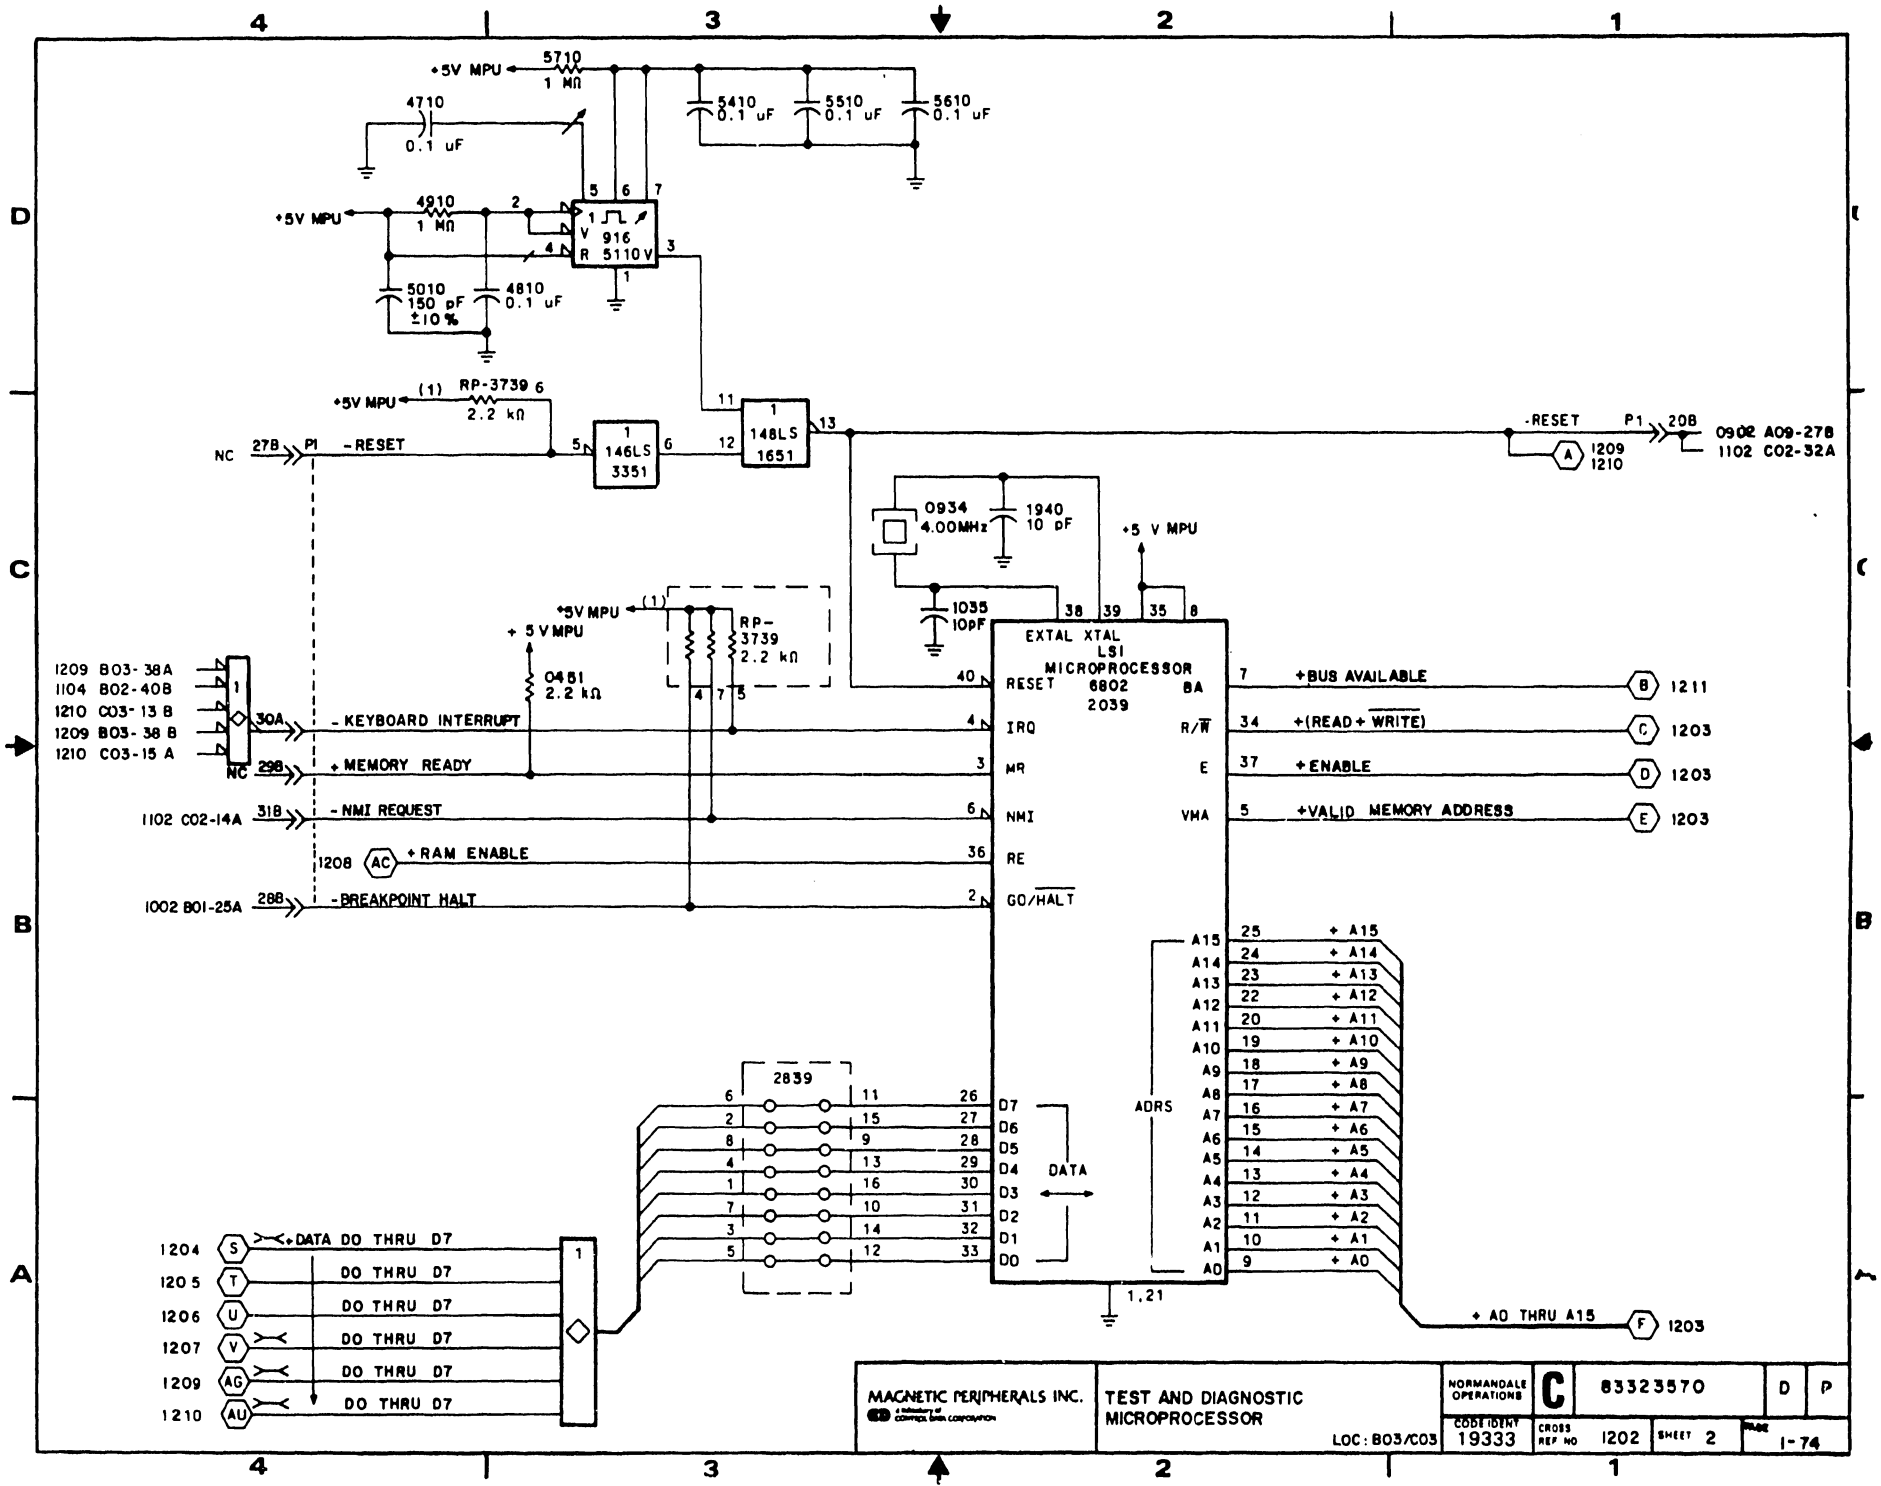 4 3 2 1
D
C
B
A
+5V MPU
5710
1 MΩ
4710
0.1 uF
5410
0.1 uF
5510
0.1 uF
5610
0.1 uF
5 6 7
+5V MPU
4910
1 MΩ
2
4
1
V
916
R 5110 V
3
1
5010
150 pF
±10%
4810
0.1 uF
+5V MPU
(1)
RP-3739 6
2.2 kΩ
NC 27B P1 -RESET
5
1
146LS
3351
6
11
12
1
148LS
1651
13
-RESET P1 20B
0902 A09-27B
1102 C02-32A
A
1209
1210
0934
4.00MHz
1940
10 pF
+5 V MPU
1035
10pF
+5V MPU (1)
RP-
3739
2.2 kΩ
4 7 5
+ 5 V MPU
0451
2.2 kΩ
38 39 35 8
EXTAL XTAL
LSI
MICROPROCESSOR
6802
2039
1209 B03-38A
1104 B02-40B
1210 C03-13 B
1209 B03-38 B
1210 C03-15 A
1
30A - KEYBOARD INTERRUPT
NC 29B + MEMORY READY
1102 C02-14A 31B - NMI REQUEST
1208 AC + RAM ENABLE
1002 B01-25A 28B - BREAKPOINT HALT
40 RESET
4 IRQ
3 MR
6 NMI
36 RE
2 GO/HALT
BA 7 +BUS AVAILABLE B 1211
R/W 34 +(READ+WRITE) C 1203
E 37 +ENABLE D 1203
VMA 5 +VALID MEMORY ADDRESS E 1203
ADRS
A15 25 + A15
A14 24 + A14
A13 23 + A13
A12 22 + A12
A11 20 + A11
A10 19 + A10
A9 18 + A9
A8 17 + A8
A7 16 + A7
A6 15 + A6
A5 14 + A5
A4 13 + A4
A3 12 + A3
A2 11 + A2
A1 10 + A1
A0 9 + A0
+ A0 THRU A15 F 1203
2839
6 11 26 D7
2 15 27 D6
8 9 28 D5
4 13 29 D4
1 16 30 D3
7 10 31 D2
3 14 32 D1
5 12 33 D0
DATA
1,21
1204 S +DATA D0 THRU D7
1205 T D0 THRU D7
1206 U D0 THRU D7
1207 V D0 THRU D7
1209 AG D0 THRU D7
1210 AU D0 THRU D7
1
MAGNETIC PERIPHERALS INC.
a subsidiary of
CONTROL DATA CORPORATION
TEST AND DIAGNOSTIC
MICROPROCESSOR
LOC: B03/C03
NORMANDALE
OPERATIONS
C
83323570
D
P
CODE IDENT
19333
CROSS
REF NO
1202
SHEET 2
PAGE
1-74
B
4 3 2 1